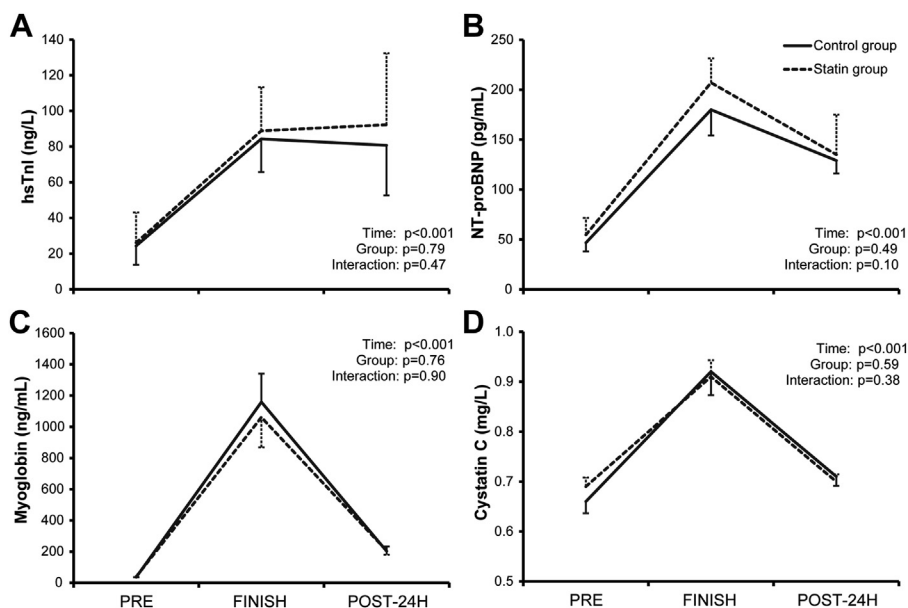 A
hsTnI (ng/L)
140
120
100
80
60
40
20
0
Time: p<0.001
Group: p=0.79
Interaction: p=0.47
B
NT-proBNP (pg/mL)
250
200
150
100
50
0
Control group
Statin group
Time: p<0.001
Group: p=0.49
Interaction: p=0.10
C
Myoglobin (ng/mL)
1600
1400
1200
1000
800
600
400
200
0
Time: p<0.001
Group: p=0.76
Interaction: p=0.90
PRE FINISH POST-24H
D
Cystatin C (mg/L)
1.0
0.9
0.8
0.7
0.6
0.5
Time: p<0.001
Group: p=0.59
Interaction: p=0.38
PRE FINISH POST-24H